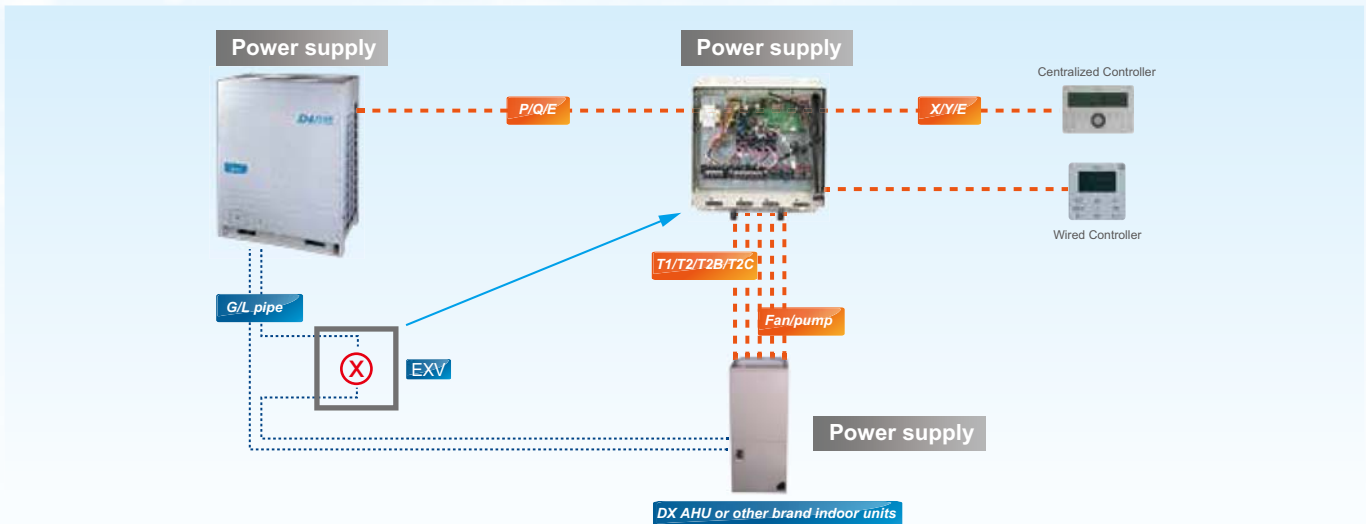 Power supply
Power supply
Centralized Controller
P/Q/E
X/Y/E
Wired Controller
T1/T2/T2B/T2C
G/L pipe
Fan/pump
X
EXV
Power supply
DX AHU or other brand indoor units